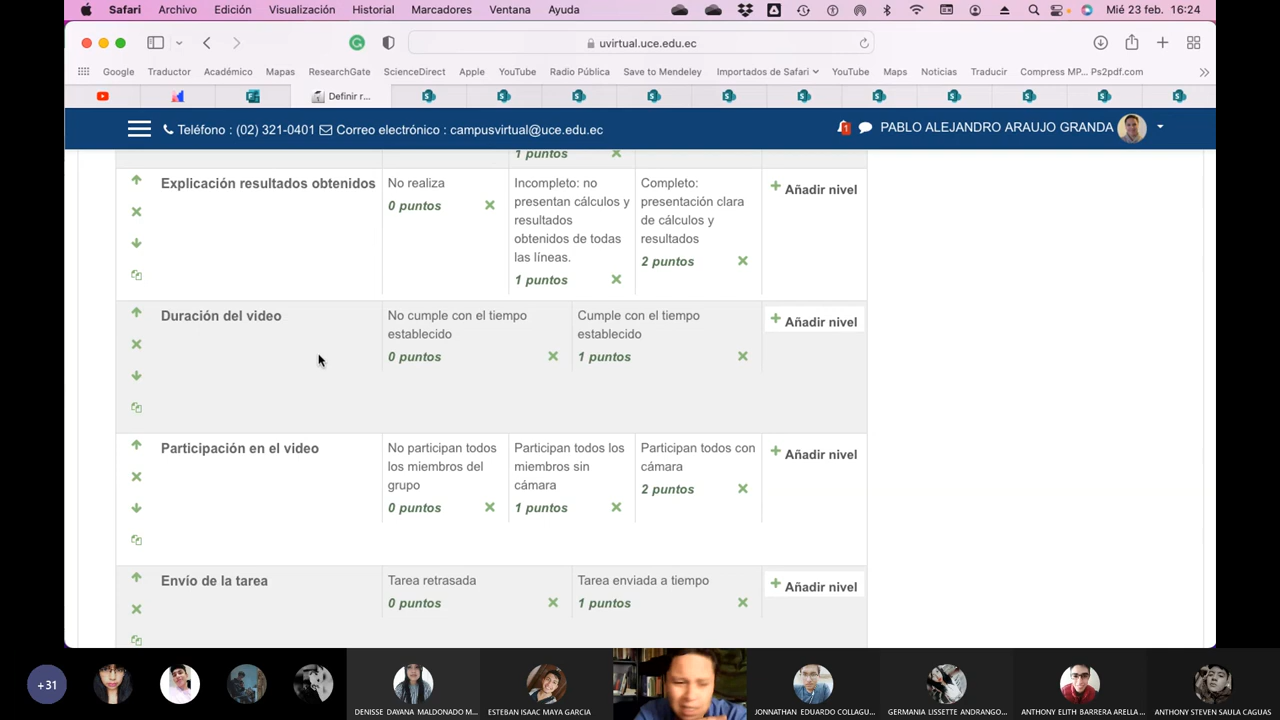 Safari Archivo Edición Visualización Historial Marcadores Ventana Ayuda Mié 23 feb. 16:24
uvirtual.uce.edu.ec
Google Traductor Académico Mapas ResearchGate ScienceDirect Apple YouTube Radio Pública Save to Mendeley Importados de Safari YouTube Maps Noticias Traducir Compress MP... Ps2pdf.com
Definir r...
Teléfono : (02) 321-0401 Correo electrónico : campusvirtual@uce.edu.ec
1 PABLO ALEJANDRO ARAUJO GRANDA
1 puntos
Explicación resultados obtenidos
No realiza
0 puntos
Incompleto: no
presentan cálculos y
resultados
obtenidos de todas
las líneas.
1 puntos
Completo:
presentación clara
de cálculos y
resultados
2 puntos
Añadir nivel
Duración del video
No cumple con el tiempo
establecido
0 puntos
Cumple con el tiempo
establecido
1 puntos
Añadir nivel
Participación en el video
No participan todos
los miembros del
grupo
0 puntos
Participan todos los
miembros sin
cámara
1 puntos
Participan todos con
cámara
2 puntos
Añadir nivel
Envío de la tarea
Tarea retrasada
0 puntos
Tarea enviada a tiempo
1 puntos
Añadir nivel
+31
DENISSE DAYANA MALDONADO M...
ESTEBAN ISAAC MAYA GARCIA
JONNATHAN EDUARDO COLLAGU...
GERMANIA LISSETTE ANDRANGO...
ANTHONY ELITH BARRERA ARELLA ...
ANTHONY STEVEN SAULA CAGUAS